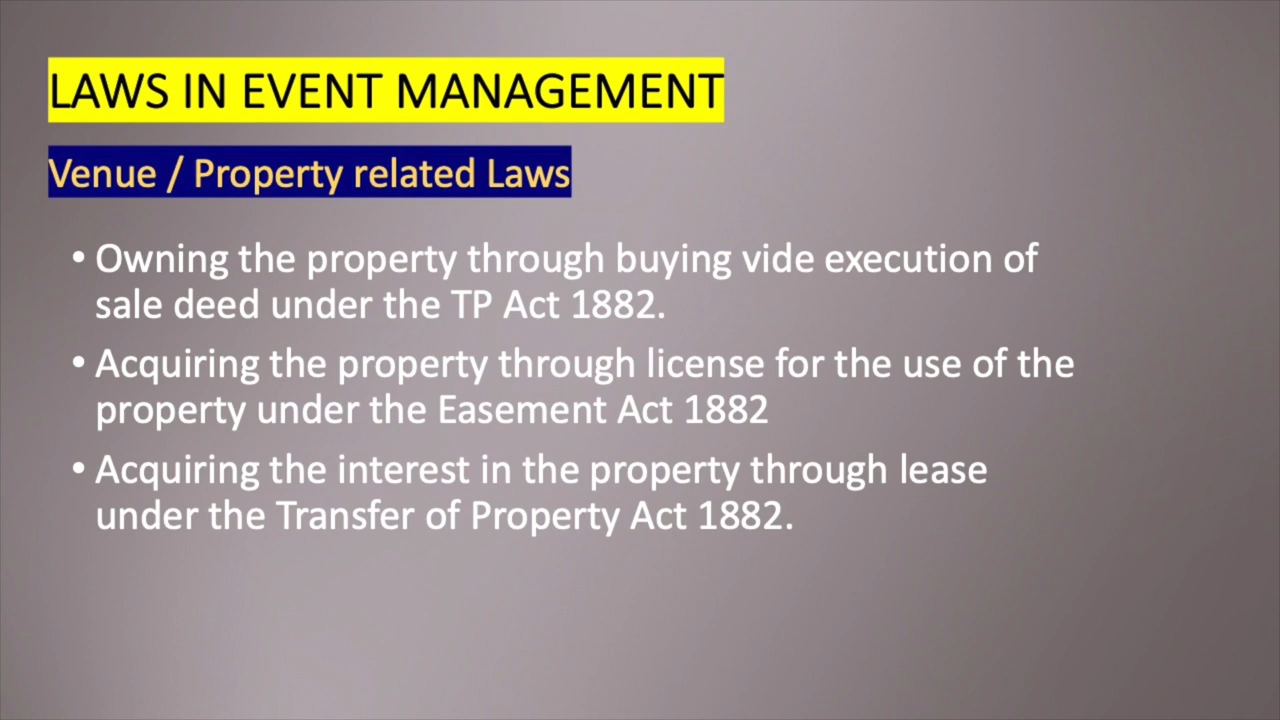 LAWS IN EVENT MANAGEMENT
Venue / Property related Laws
• Owning the property through buying vide execution of
sale deed under the TP Act 1882.
• Acquiring the property through license for the use of the
property under the Easement Act 1882
• Acquiring the interest in the property through lease
under the Transfer of Property Act 1882.